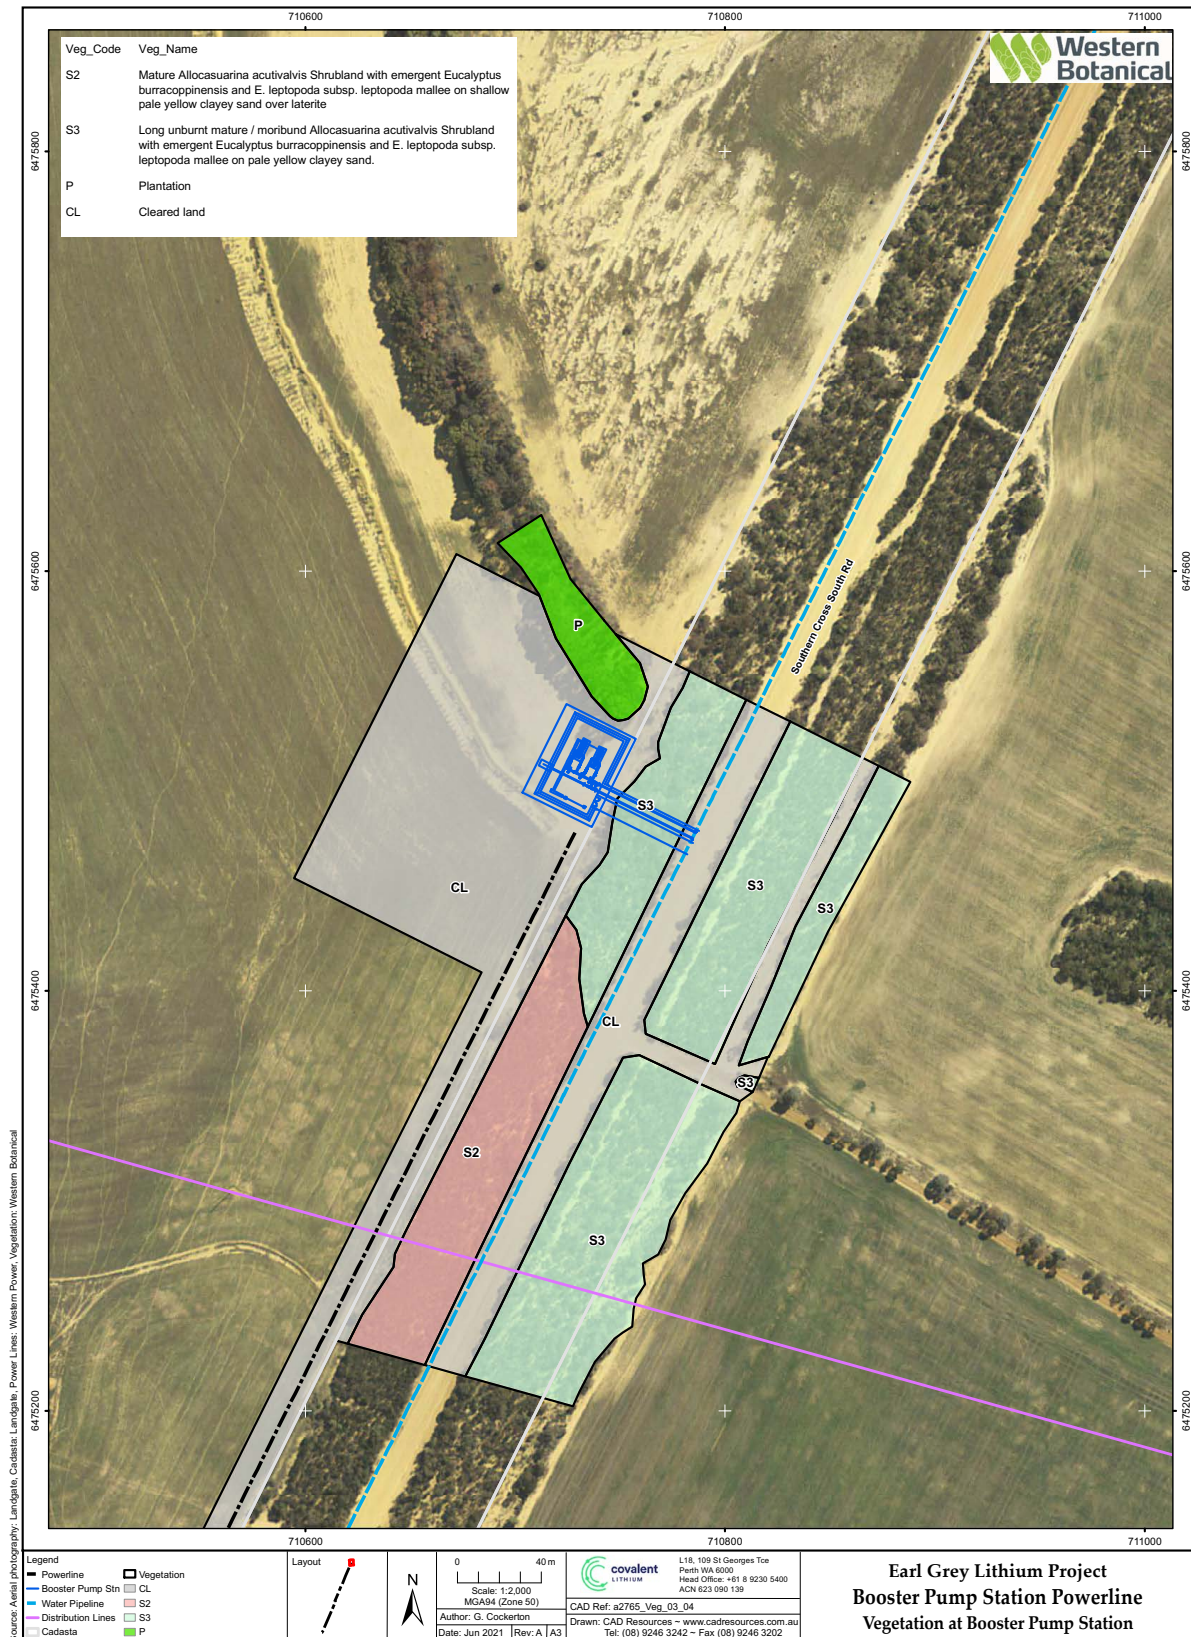 710600
710800
711000
Veg_Code Veg_Name
S2 Mature Allocasuarina acutivalvis Shrubland with emergent Eucalyptus
burracoppinensis and E. leptopoda subsp. leptopoda mallee on shallow
pale yellow clayey sand over laterite
S3 Long unburnt mature / moribund Allocasuarina acutivalvis Shrubland
with emergent Eucalyptus burracoppinensis and E. leptopoda subsp.
leptopoda mallee on pale yellow clayey sand.
P Plantation
CL Cleared land
Western
Botanical
6475800
6475800
6475600
6475600
Southern Cross South Rd
P
S3
CL
S3
S3
6475400
6475400
CL
S3
S2
S3
6475200
6475200
710600
710800
711000
Source: Aerial photography: Landgate, Cadasta: Landgate, Power Lines: Western Power, Vegetation: Western Botanical
Legend
Powerline
Booster Pump Stn
Water Pipeline
Distribution Lines
Cadasta
Vegetation
CL
S2
S3
P
Layout
N
0 40 m
Scale: 1:2,000
MGA94 (Zone 50)
Author: G. Cockerton
Date: Jun 2021 Rev: A A3
covalent
LITHIUM
L18, 109 St Georges Tce
Perth WA 6000
Head Office: +61 8 9230 5400
ACN 623 090 139
CAD Ref: a2765_Veg_03_04
Drawn: CAD Resources ~ www.cadresources.com.au
Tel: (08) 9246 3242 ~ Fax (08) 9246 3202
Earl Grey Lithium Project
Booster Pump Station Powerline
Vegetation at Booster Pump Station